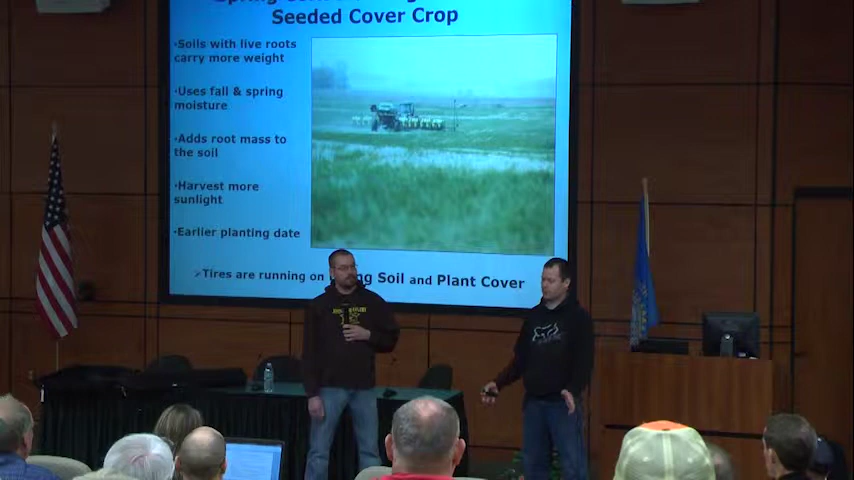 Seeded Cover Crop
•Soils with live roots
carry more weight
•Uses fall & spring
moisture
•Adds root mass to
the soil
•Harvest more
sunlight
•Earlier planting date
➢Tires are running on Soil and Plant Cover
FOX